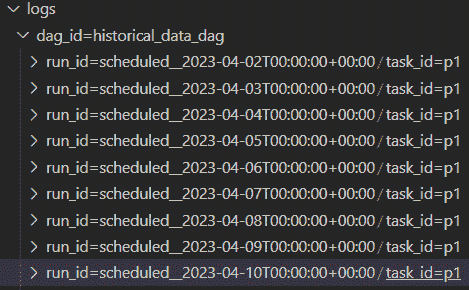 logs
dag_id=historical_data_dag
run_id=scheduled__2023-04-02T00:00:00+00:00/task_id=p1
run_id=scheduled__2023-04-03T00:00:00+00:00/task_id=p1
run_id=scheduled__2023-04-04T00:00:00+00:00/task_id=p1
run_id=scheduled__2023-04-05T00:00:00+00:00/task_id=p1
run_id=scheduled__2023-04-06T00:00:00+00:00/task_id=p1
run_id=scheduled__2023-04-07T00:00:00+00:00/task_id=p1
run_id=scheduled__2023-04-08T00:00:00+00:00/task_id=p1
run_id=scheduled__2023-04-09T00:00:00+00:00/task_id=p1
run_id=scheduled__2023-04-10T00:00:00+00:00/task_id=p1